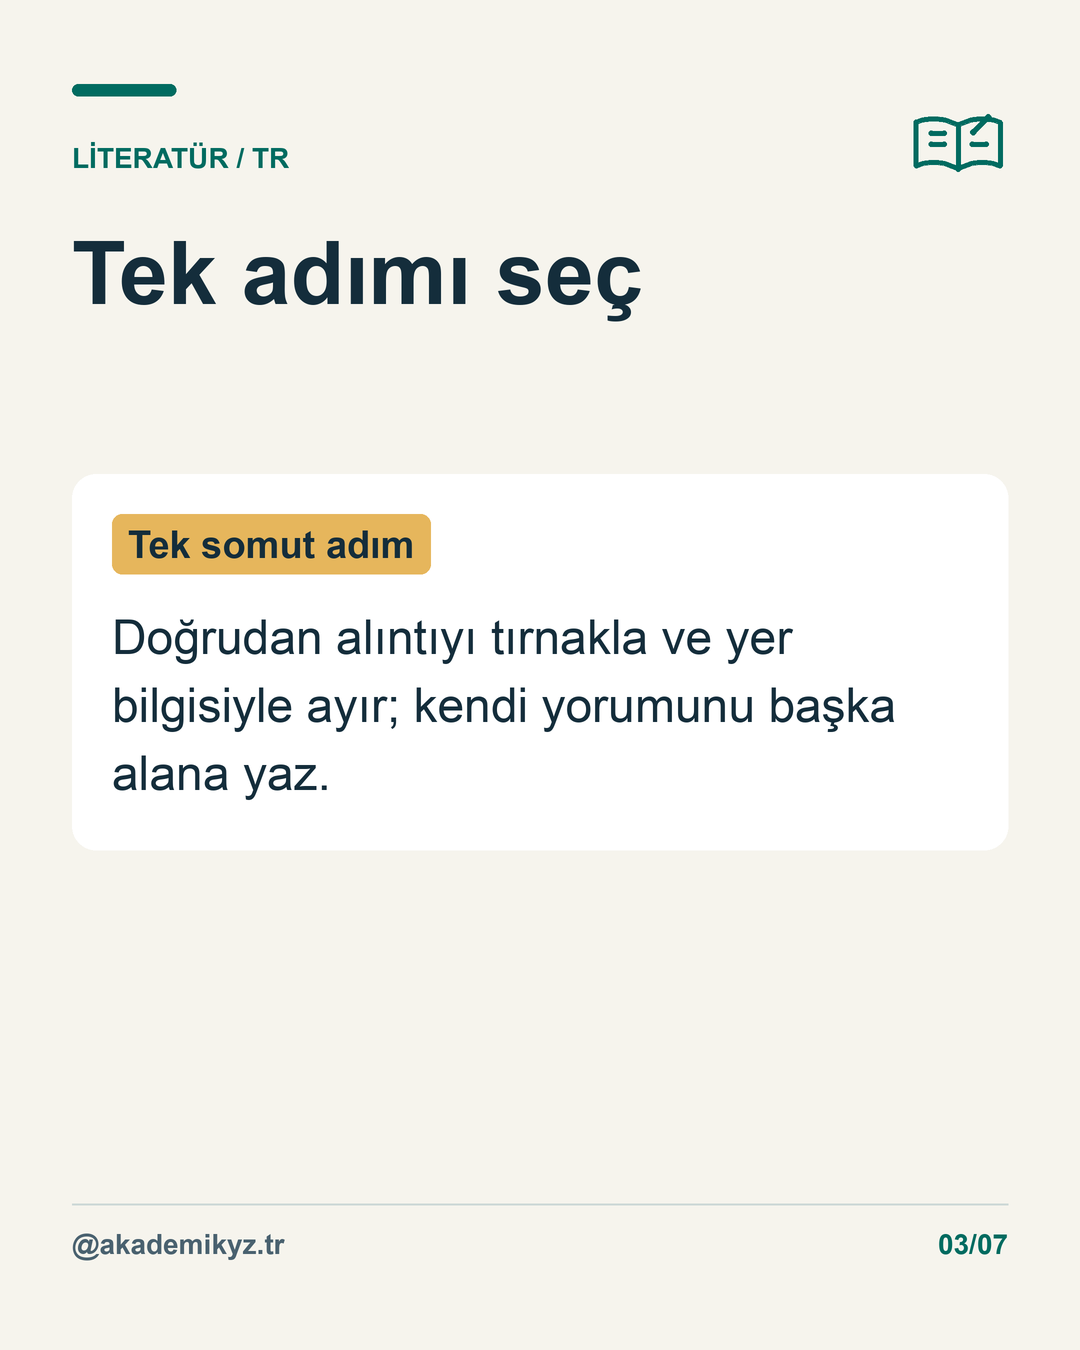 LİTERATÜR / TR
Tek adımı seç
Tek somut adım
Doğrudan alıntıyı tırnakla ve yer
bilgisiyle ayır; kendi yorumunu başka
alana yaz.
@akademikyz.tr
03/07